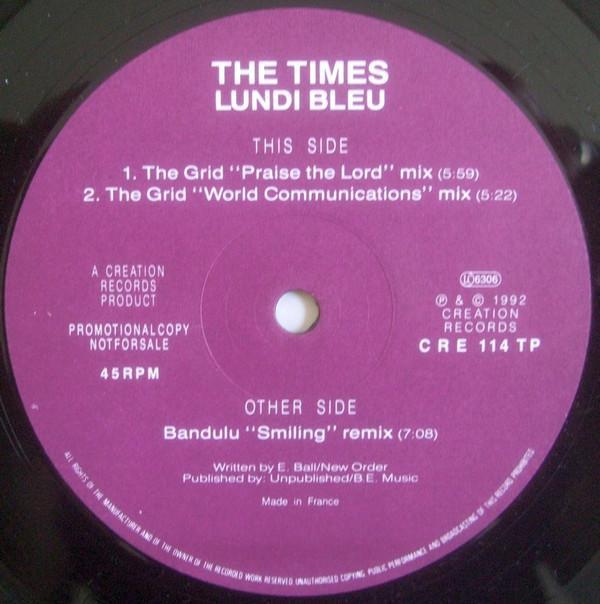 THE TIMES
LUNDI BLEU
THIS SIDE
1. The Grid "Praise the Lord" mix (5:59)
2. The Grid "World Communications" mix (5:22)
A CREATION
RECORDS
PRODUCT
PROMOTIONALCOPY
NOTFORSALE
45RPM
6306
℗ & © 1992
CREATION
RECORDS
CRE 114 TP
OTHER SIDE
Bandulu "Smiling" remix (7:08)
Written by E. Ball/New Order
Published by: Unpublished/B.E. Music
Made in France
ALL RIGHTS OF THE MANUFACTURER AND OF THE OWNER OF THE RECORDED WORK RESERVED UNAUTHORISED COPYING, PUBLIC PERFORMANCE AND BROADCASTING OF THIS RECORD PROHIBITED